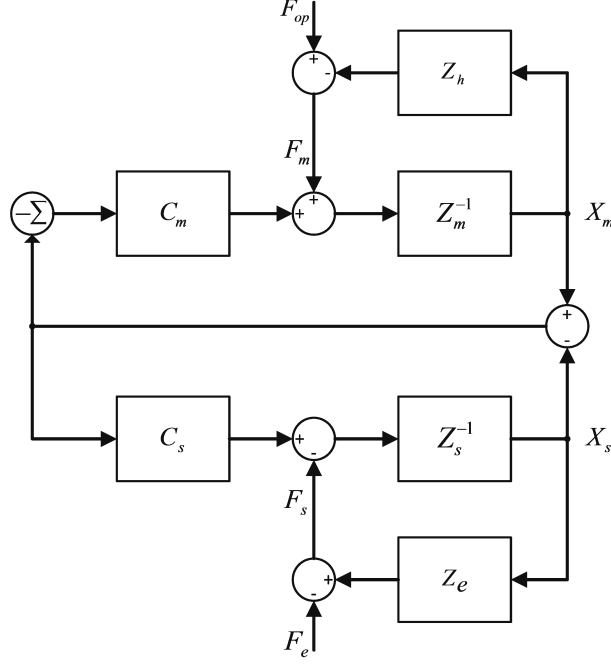 F_op
+
-
Z_h
F_m
-Σ
C_m
+
+
Z_m^{-1}
X_m
+
-
C_s
+
-
Z_s^{-1}
X_s
F_s
+
-
Z_e
F_e